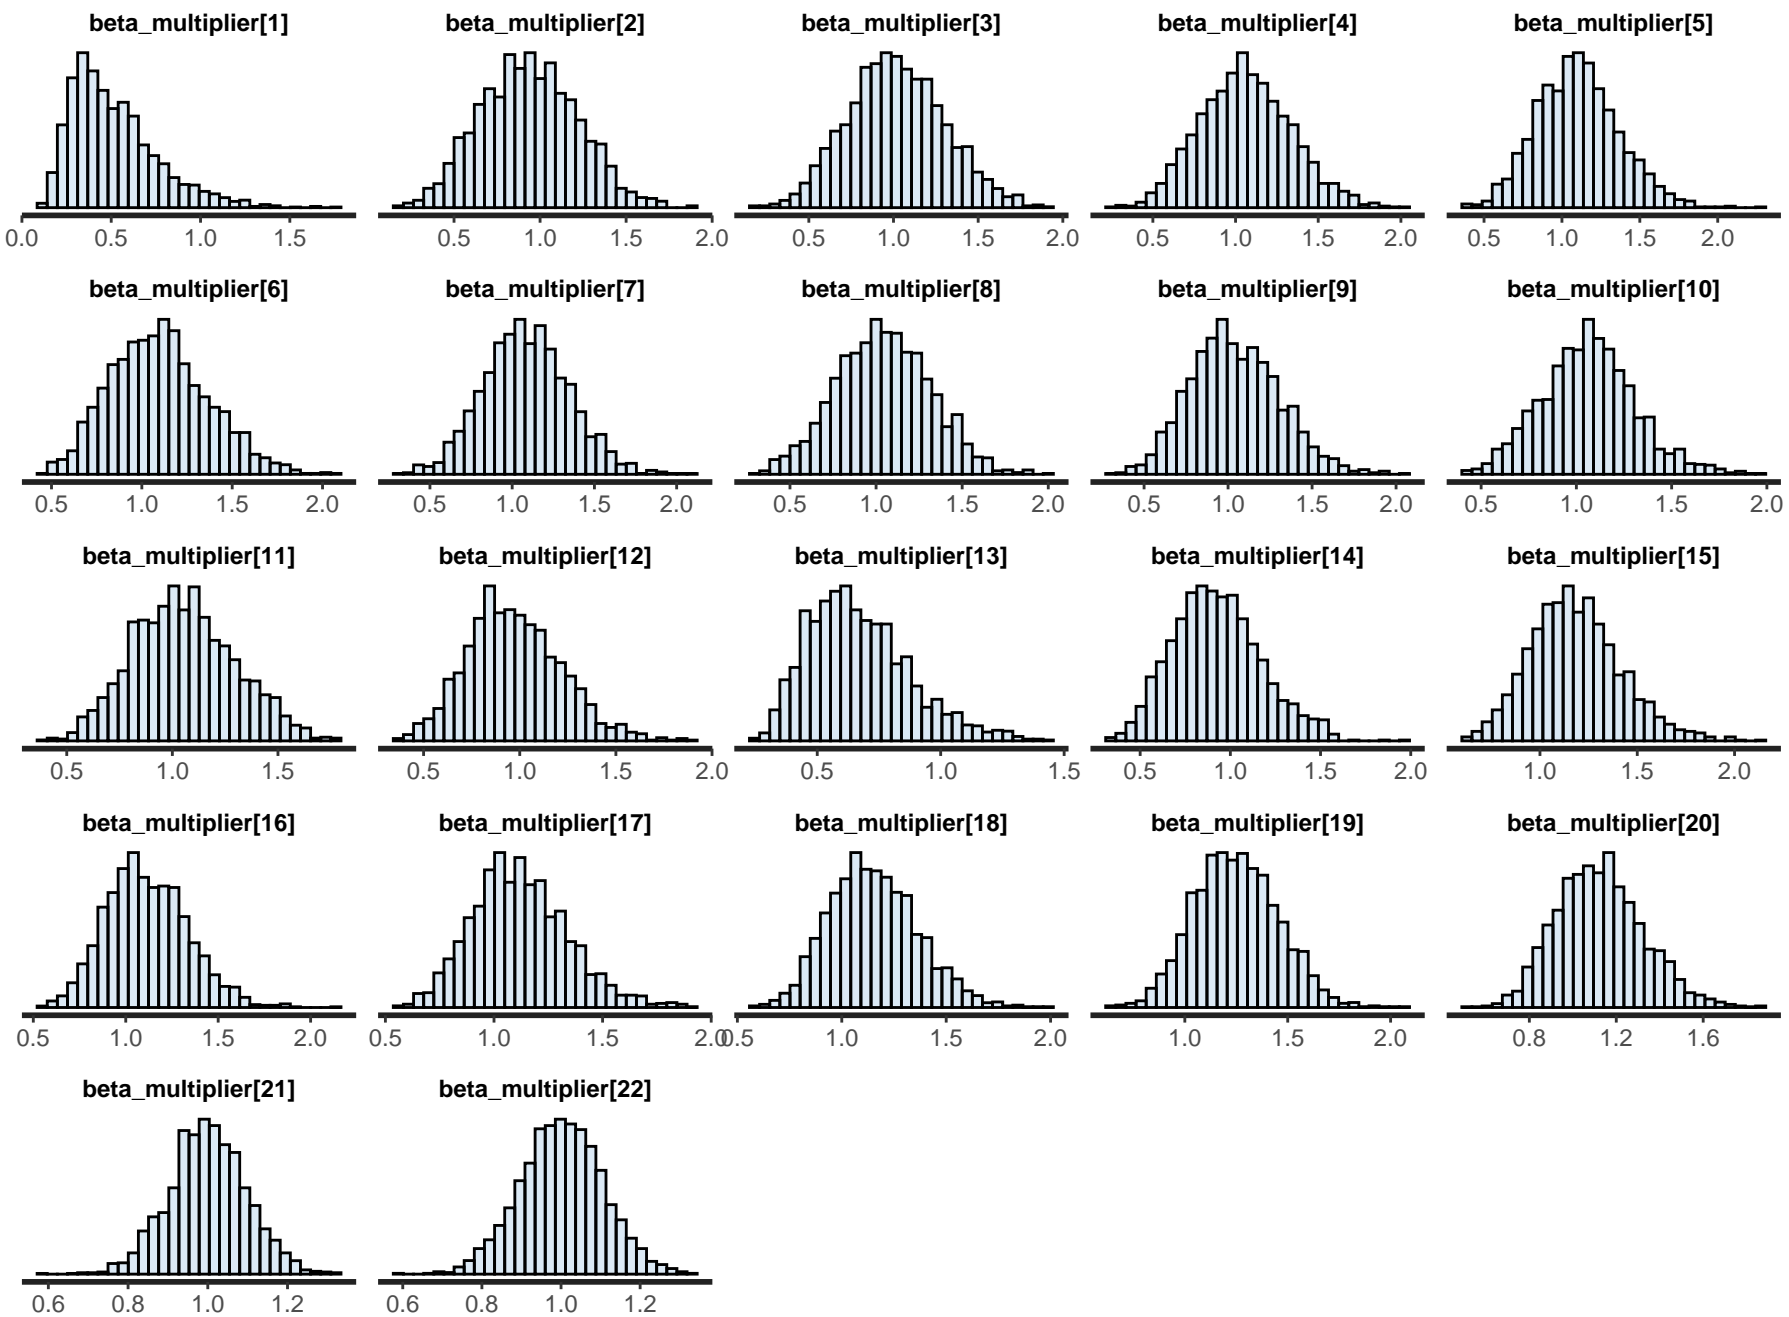 beta_multiplier[1] beta_multiplier[2] beta_multiplier[3] beta_multiplier[4] beta_multiplier[5]
0.0 0.5 1.0 1.5 0.5 1.0 1.5 2.0 0.5 1.0 1.5 2.0 0.5 1.0 1.5 2.0 0.5 1.0 1.5 2.0
beta_multiplier[6] beta_multiplier[7] beta_multiplier[8] beta_multiplier[9] beta_multiplier[10]
0.5 1.0 1.5 2.0 0.5 1.0 1.5 2.0 0.5 1.0 1.5 2.0 0.5 1.0 1.5 2.0 0.5 1.0 1.5 2.0
beta_multiplier[11] beta_multiplier[12] beta_multiplier[13] beta_multiplier[14] beta_multiplier[15]
0.5 1.0 1.5 0.5 1.0 1.5 2.0 0.5 1.0 1.5 0.5 1.0 1.5 2.0 1.0 1.5 2.0
beta_multiplier[16] beta_multiplier[17] beta_multiplier[18] beta_multiplier[19] beta_multiplier[20]
0.5 1.0 1.5 2.0 0.5 1.0 1.5 2.0 0.5 1.0 1.5 2.0 1.0 1.5 2.0 0.8 1.2 1.6
beta_multiplier[21] beta_multiplier[22]
0.6 0.8 1.0 1.2 0.6 0.8 1.0 1.2